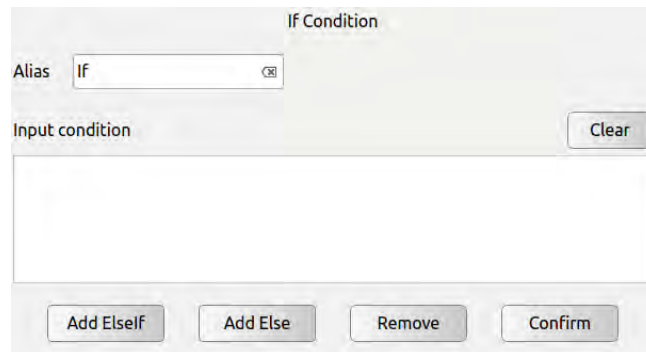 If Condition
Alias If
Input condition Clear
Add ElseIf Add Else Remove Confirm